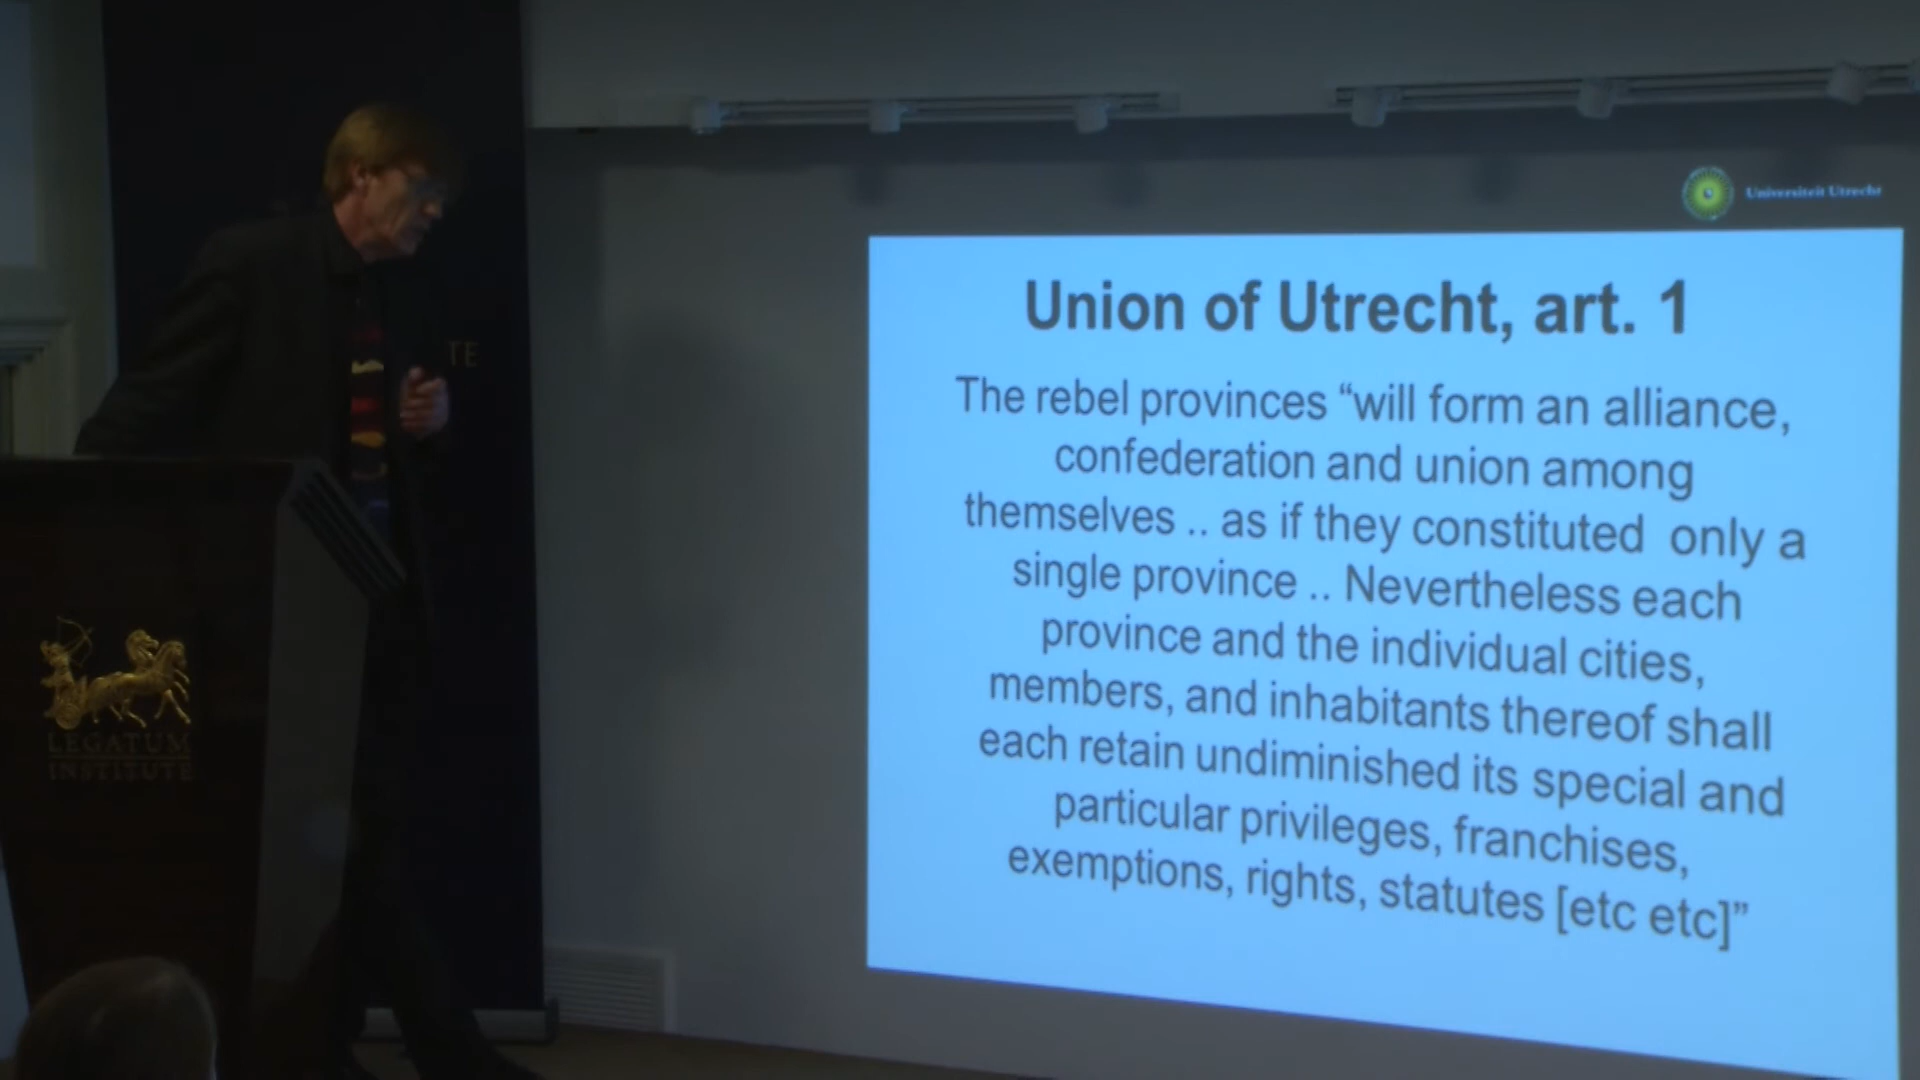 TE
Universiteit Utrecht
Union of Utrecht, art. 1
The rebel provinces “will form an alliance,
confederation and union among
themselves .. as if they constituted only a
single province .. Nevertheless each
province and the individual cities,
members, and inhabitants thereof shall
each retain undiminished its special and
particular privileges, franchises,
exemptions, rights, statutes [etc etc]”
LEGATUM
INSTITUTE